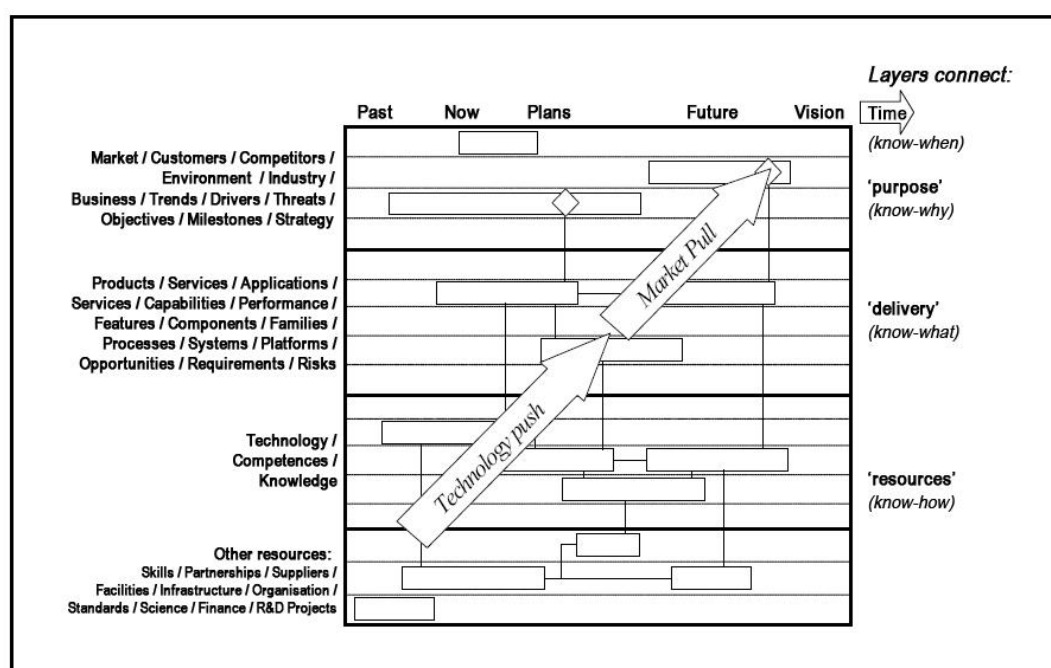 Layers connect:
Past Now Plans Future Vision Time
(know-when)
Market / Customers / Competitors /
Environment / Industry /
Business / Trends / Drivers / Threats /
Objectives / Milestones / Strategy
'purpose'
(know-why)
Market Pull
Products / Services / Applications /
Services / Capabilities / Performance /
Features / Components / Families /
Processes / Systems / Platforms /
Opportunities / Requirements / Risks
'delivery'
(know-what)
Technology push
Technology /
Competences /
Knowledge
'resources'
(know-how)
Other resources:
Skills / Partnerships / Suppliers /
Facilities / Infrastructure / Organisation /
Standards / Science / Finance / R&D Projects